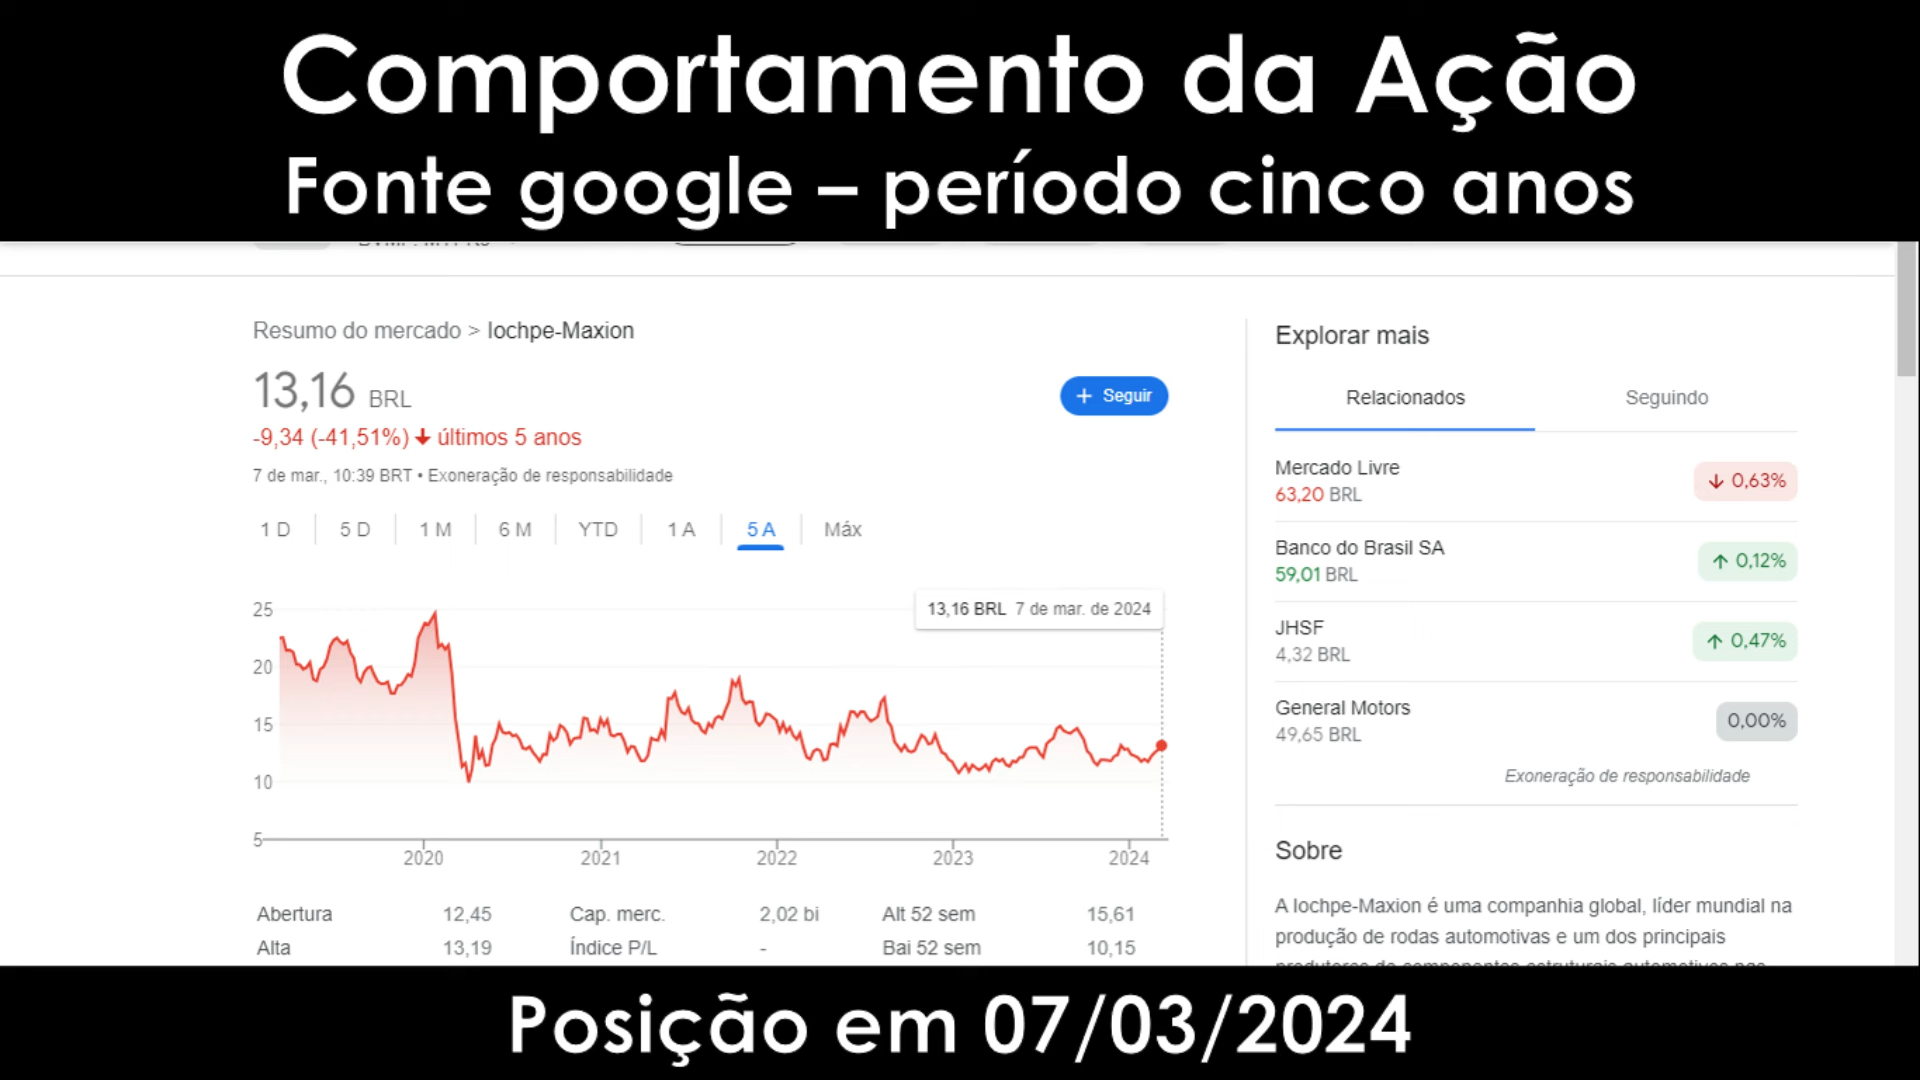 Comportamento da Ação
Fonte google – período cinco anos
Resumo do mercado > Iochpe-Maxion
13,16 BRL
+ Seguir
-9,34 (-41,51%) ↓ últimos 5 anos
7 de mar., 10:39 BRT • Exoneração de responsabilidade
1 D
5 D
1 M
6 M
YTD
1 A
5 A
Máx
13,16 BRL 7 de mar. de 2024
25
20
15
10
5
2020
2021
2022
2023
2024
Abertura 12,45
Cap. merc. 2,02 bi
Alt 52 sem 15,61
Alta 13,19
Índice P/L -
Bai 52 sem 10,15
Explorar mais
Relacionados
Seguindo
Mercado Livre
63,20 BRL
↓ 0,63%
Banco do Brasil SA
59,01 BRL
↑ 0,12%
JHSF
4,32 BRL
↑ 0,47%
General Motors
49,65 BRL
0,00%
Exoneração de responsabilidade
Sobre
A Iochpe-Maxion é uma companhia global, líder mundial na
produção de rodas automotivas e um dos principais
produtores de componentes estruturais automotivos nas
Posição em 07/03/2024